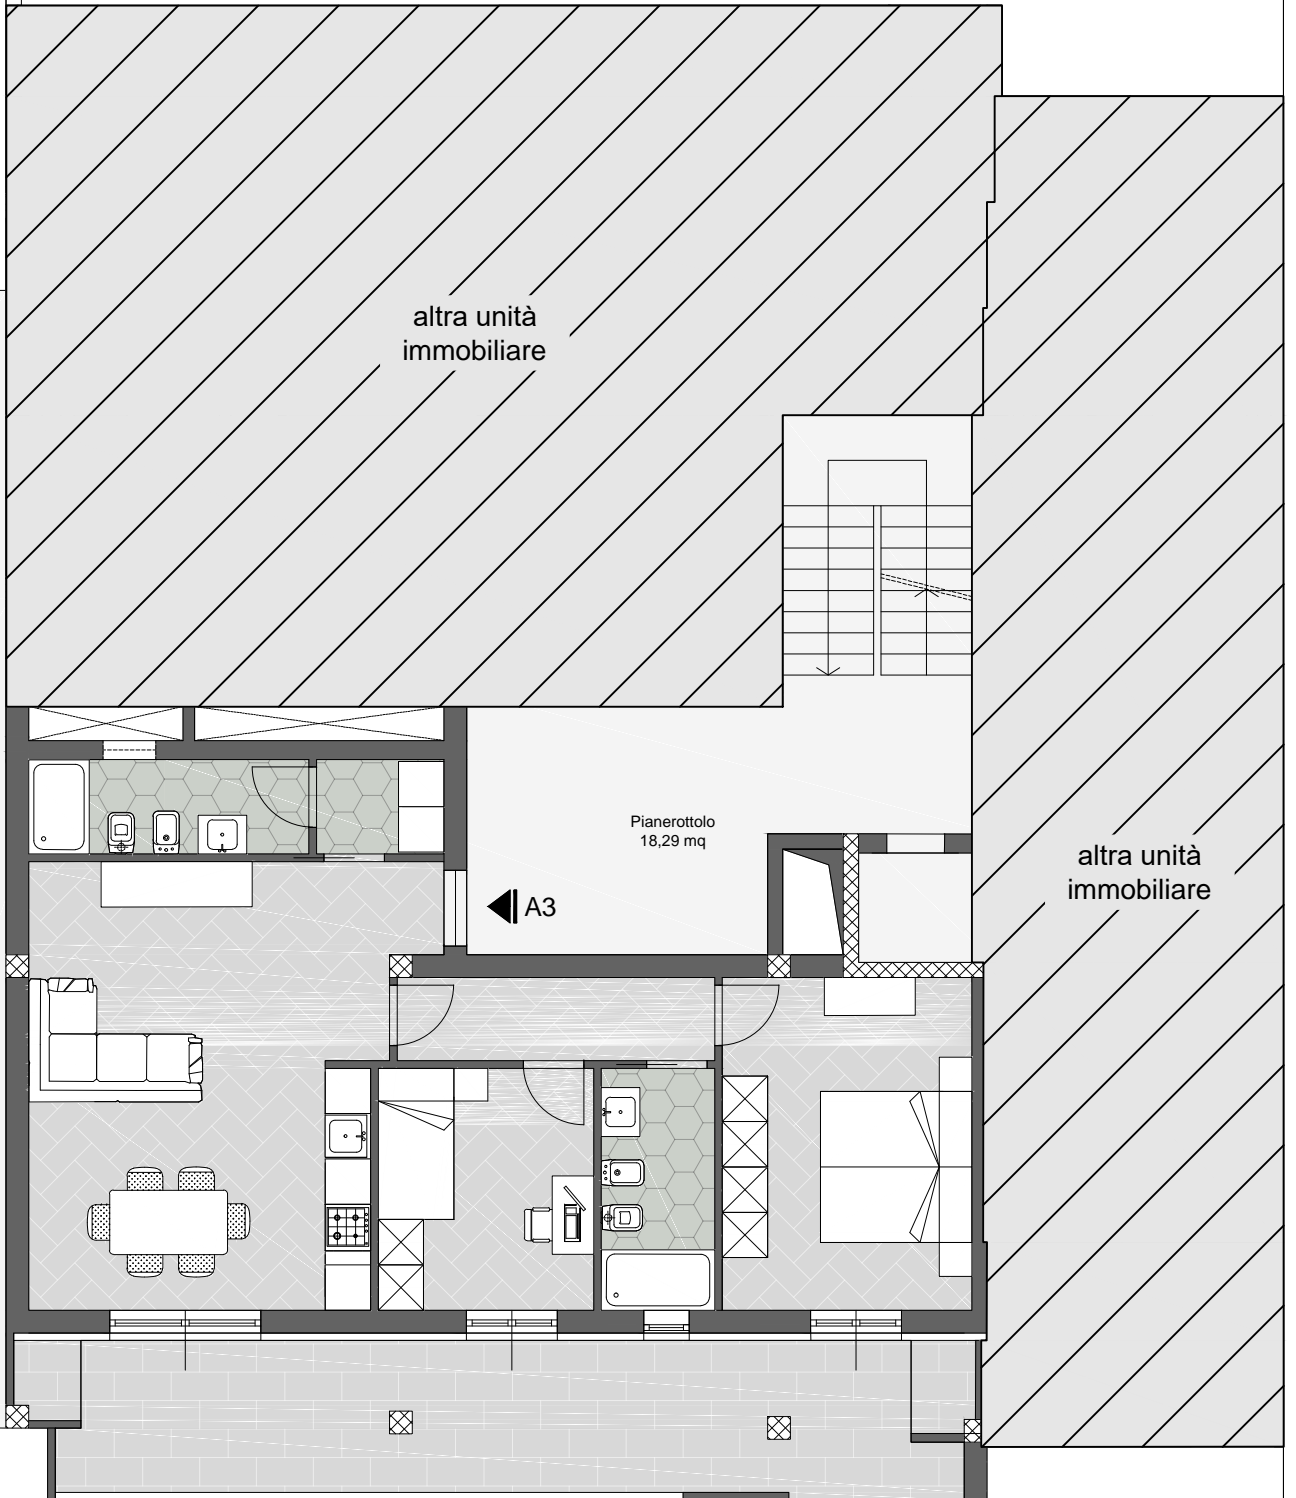 altra unità
immobiliare
Pianerottolo
18,29 mq
A3
altra unità
immobiliare